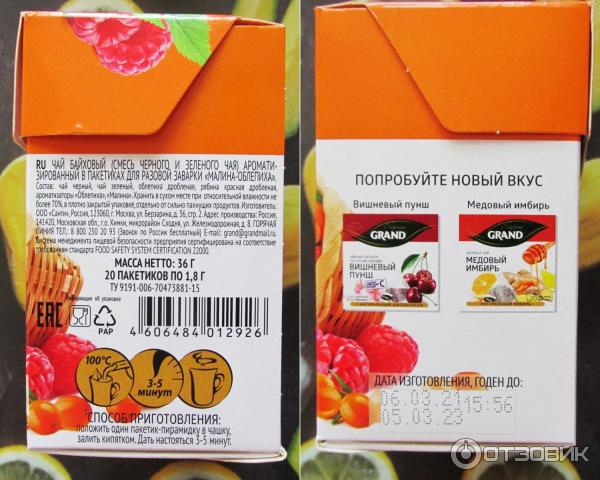 RU ЧАЙ БАЙХОВЫЙ (СМЕСЬ ЧЕРНОГО И ЗЕЛЕНОГО ЧАЯ) АРОМАТИ-
ЗИРОВАННЫЙ В ПАКЕТИКАХ ДЛЯ РАЗОВОЙ ЗАВАРКИ «МАЛИНА-ОБЛЕПИХА».
Состав: чай черный, чай зеленый, облепиха дробленая, рябина красная дробленая,
ароматизаторы «Облепиха», «Малина». Хранить в сухом месте при относительной влажности не
более 70%, в плотно закрытой упаковке, отдельно от сильно пахнущих продуктов. Изготовитель:
ООО «Санти», Россия, 123060, г. Москва, ул. Берзарина, д. 36, стр. 2. Адрес производства: Россия,
141420, Московская обл., г.о. Химки, микрорайон Сходня, ул. Железнодорожная, д. 8. ГОРЯЧАЯ
ЛИНИЯ ТЕЛ.: 8 800 250 20 93 (Звонок по России бесплатный) E-mail: grand@grandmail.ru.
Система менеджмента пищевой безопасности предприятия сертифицирована на соответствие
требованиям стандарта FOOD SAFETY SYSTEM CERTIFICATION 22000.
МАССА НЕТТО: 36 Г
20 ПАКЕТИКОВ ПО 1,8 Г
ТУ 9191-006-70473881-15
Информация об упаковке
EAC
PAP
4 606484 012926
100°C
3-5
МИНУТ
СПОСОБ ПРИГОТОВЛЕНИЯ:
положить один пакетик-пирамидку в чашку,
залить кипятком. Дать настояться 3-5 минут.
ПОПРОБУЙТЕ НОВЫЙ ВКУС
Вишневый пунш
Медовый имбирь
GRAND
ВИШНЕВЫЙ
ПУНШ
GRAND
МЕДОВЫЙ
ИМБИРЬ
ДАТА ИЗГОТОВЛЕНИЯ, ГОДЕН ДО:
06.03.21 15:56
05.03.23
ОТЗОВИК